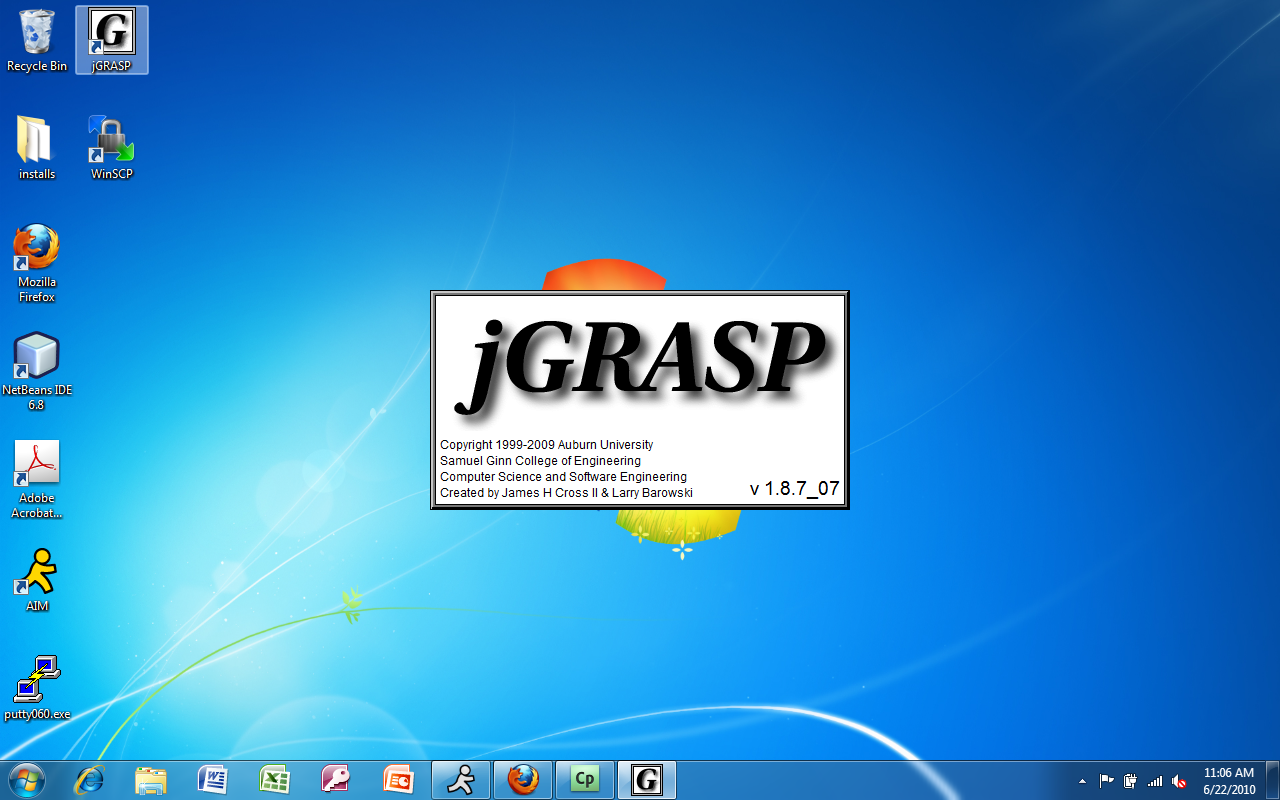 Recycle Bin
jGRASP
installs
WinSCP
Mozilla
Firefox
NetBeans IDE
6.8
Adobe
Acrobat...
AIM
putty060.exe
jGRASP
Copyright 1999-2009 Auburn University
Samuel Ginn College of Engineering
Computer Science and Software Engineering
Created by James H Cross II & Larry Barowski
v 1.8.7_07
Cp
G
11:06 AM
6/22/2010